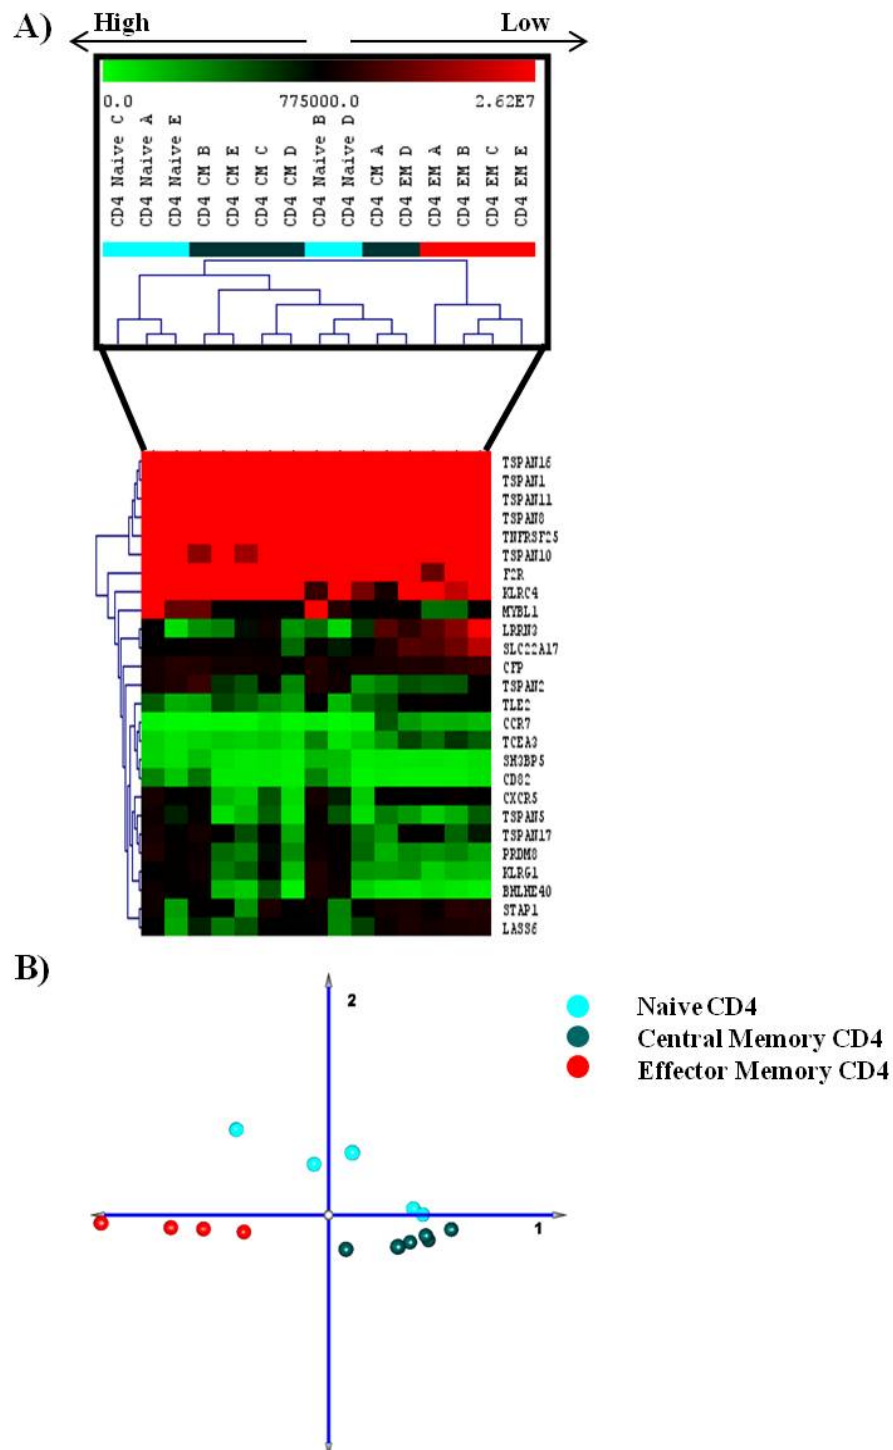 A)
High
Low
0.0
775000.0
2.62E7
CD4 Naive C
CD4 Naive A
CD4 Naive E
CD4 CM B
CD4 CM E
CD4 CM C
CD4 CM D
CD4 Naive B
CD4 Naive D
CD4 CM A
CD4 EM D
CD4 EM A
CD4 EM B
CD4 EM C
CD4 EM E
TSPAN16
TSPAN1
TSPAN11
TSPAN8
TNFRSF25
TSPAN10
F2R
KLRC4
MYBL1
LRRN3
SLC22A17
CFP
TSPAN2
TLE2
CCR7
TCEA3
SH3BP5
CD82
CXCR5
TSPAN5
TSPAN17
PRDM8
KLRG1
BHLHE40
STAP1
LASS6
B)
2
Naive CD4
Central Memory CD4
Effector Memory CD4
1